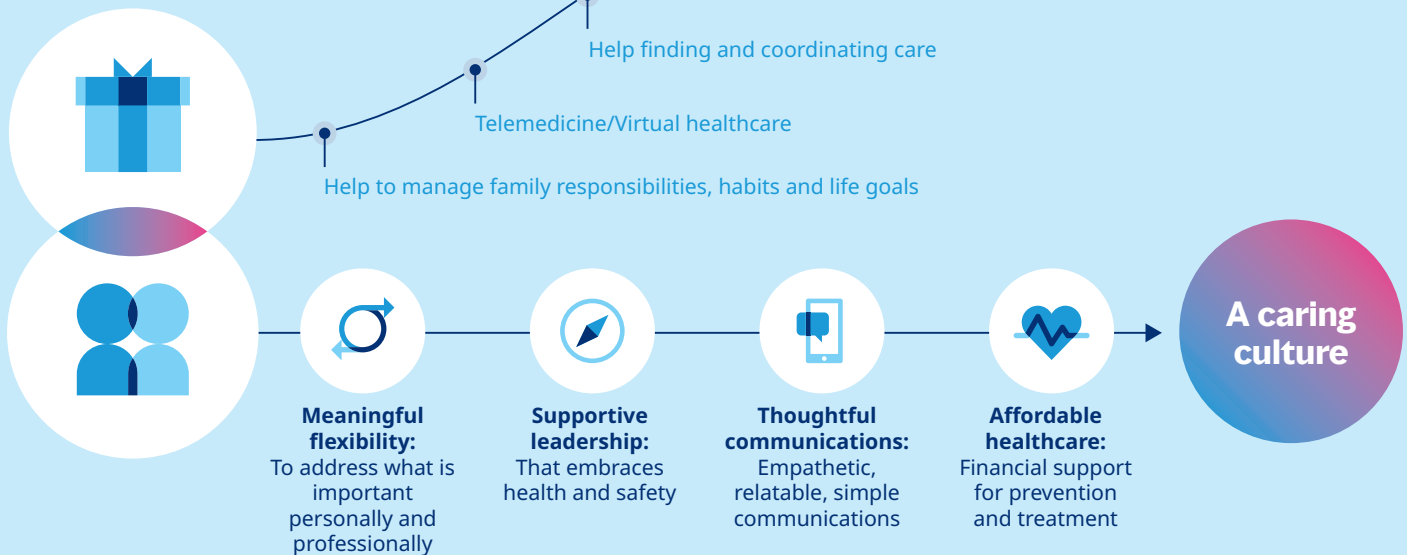 Help finding and coordinating care
Telemedicine/Virtual healthcare
Help to manage family responsibilities, habits and life goals
A caring
culture
Meaningful
flexibility:
To address what is
important
personally and
professionally
Supportive
leadership:
That embraces
health and safety
Thoughtful
communications:
Empathetic,
relatable, simple
communications
Affordable
healthcare:
Financial support
for prevention
and treatment